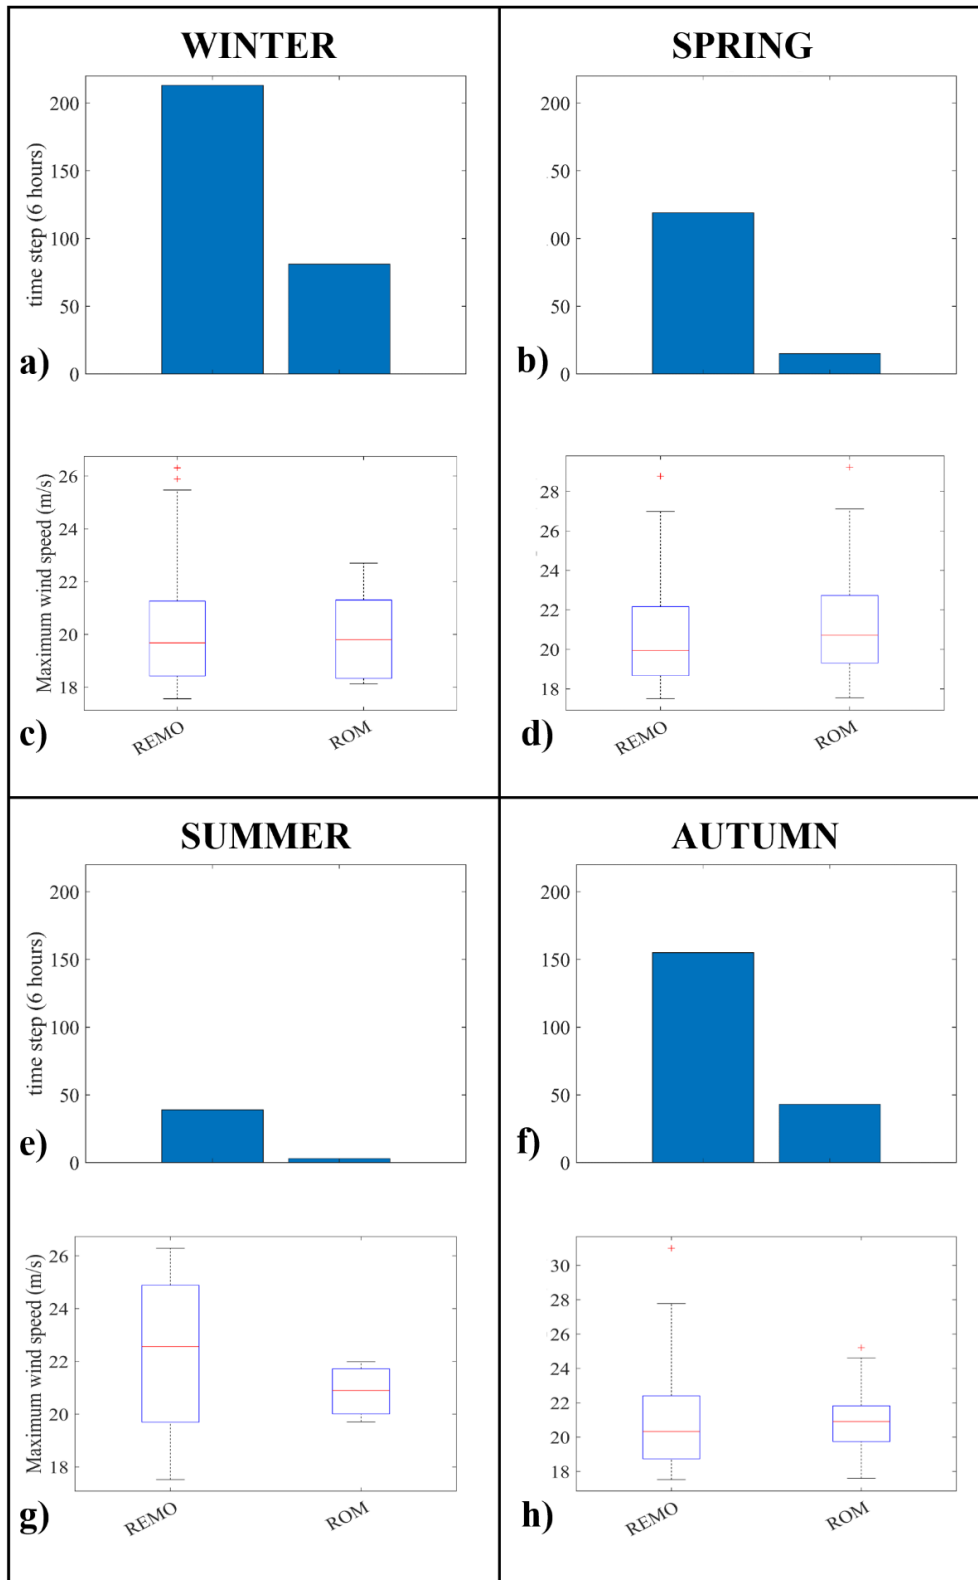 WINTER
SPRING
time step (6 hours)
200
150
100
50
0
a)
200
50
00
50
0
b)
Maximum wind speed (m/s)
26
24
22
20
18
REMO
ROM
c)
28
26
24
22
20
18
REMO
ROM
d)
SUMMER
AUTUMN
time step (6 hours)
200
150
100
50
0
e)
200
150
100
50
0
f)
Maximum wind speed (m/s)
26
24
22
20
18
REMO
ROM
g)
30
28
26
24
22
20
18
REMO
ROM
h)